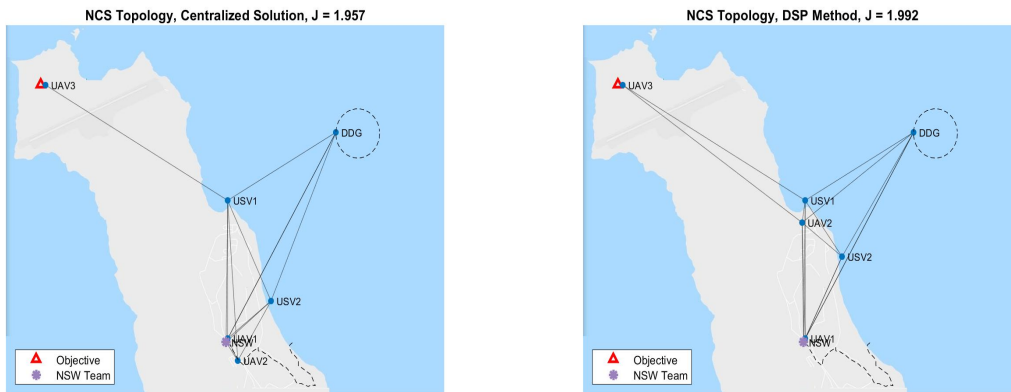 NCS Topology, Centralized Solution, J = 1.957
UAV3
DDG
USV1
USV2
UAV1
NSW
UAV2
Objective
NSW Team
NCS Topology, DSP Method, J = 1.992
UAV3
DDG
USV1
UAV2
USV2
UAV1
NSW
Objective
NSW Team